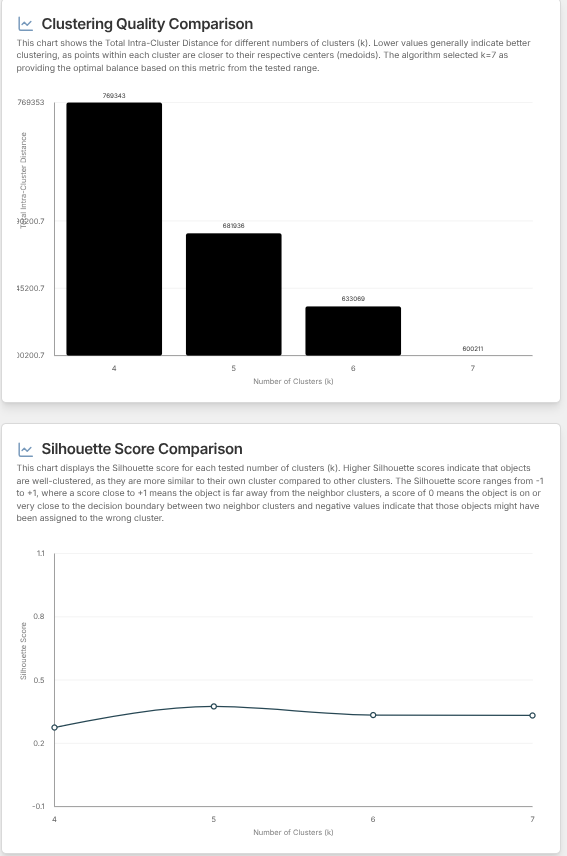 Clustering Quality Comparison
This chart shows the Total Intra-Cluster Distance for different numbers of clusters (k). Lower values generally indicate better
clustering, as points within each cluster are closer to their respective centers (medoids). The algorithm selected k=7 as
providing the optimal balance based on this metric from the tested range.
769343
769353
Total Intra-Cluster Distance
681936
633069
45200.7
600211
00200.7
4
5
6
7
Number of Clusters (k)
Silhouette Score Comparison
This chart displays the Silhouette score for each tested number of clusters (k). Higher Silhouette scores indicate that objects
are well-clustered, as they are more similar to their own cluster compared to other clusters. The Silhouette score ranges from -1
to +1, where a score close to +1 means the object is far away from the neighbor clusters, a score of 0 means the object is on or
very close to the decision boundary between two neighbor clusters and negative values indicate that those objects might have
been assigned to the wrong cluster.
1.1
0.8
Silhouette Score
0.5
0.2
-0.1
4
5
6
7
Number of Clusters (k)